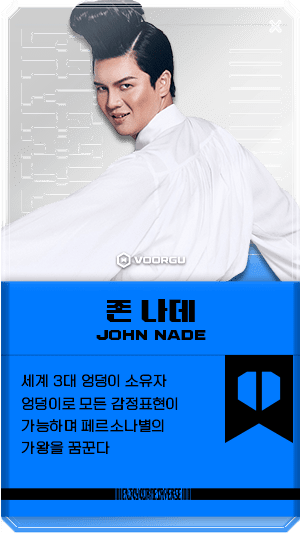 VOORGU
존 나데
JOHN NADE
세계 3대 엉덩이 소유자
엉덩이로 모든 감정표현이
가능하며 페르소나별의
가왕을 꿈꾼다